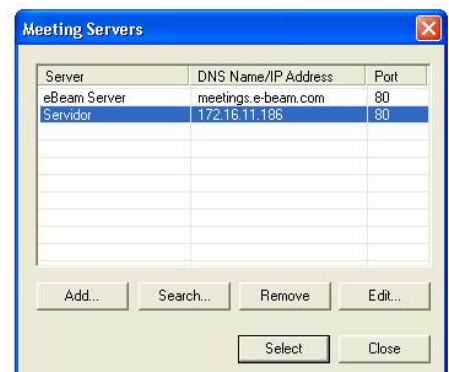 Meeting Servers
Server DNS Name/IP Address Port
eBeam Server meetings.e-beam.com 80
Servidor 172.16.11.186 80
Add... Search... Remove Edit...
Select Close